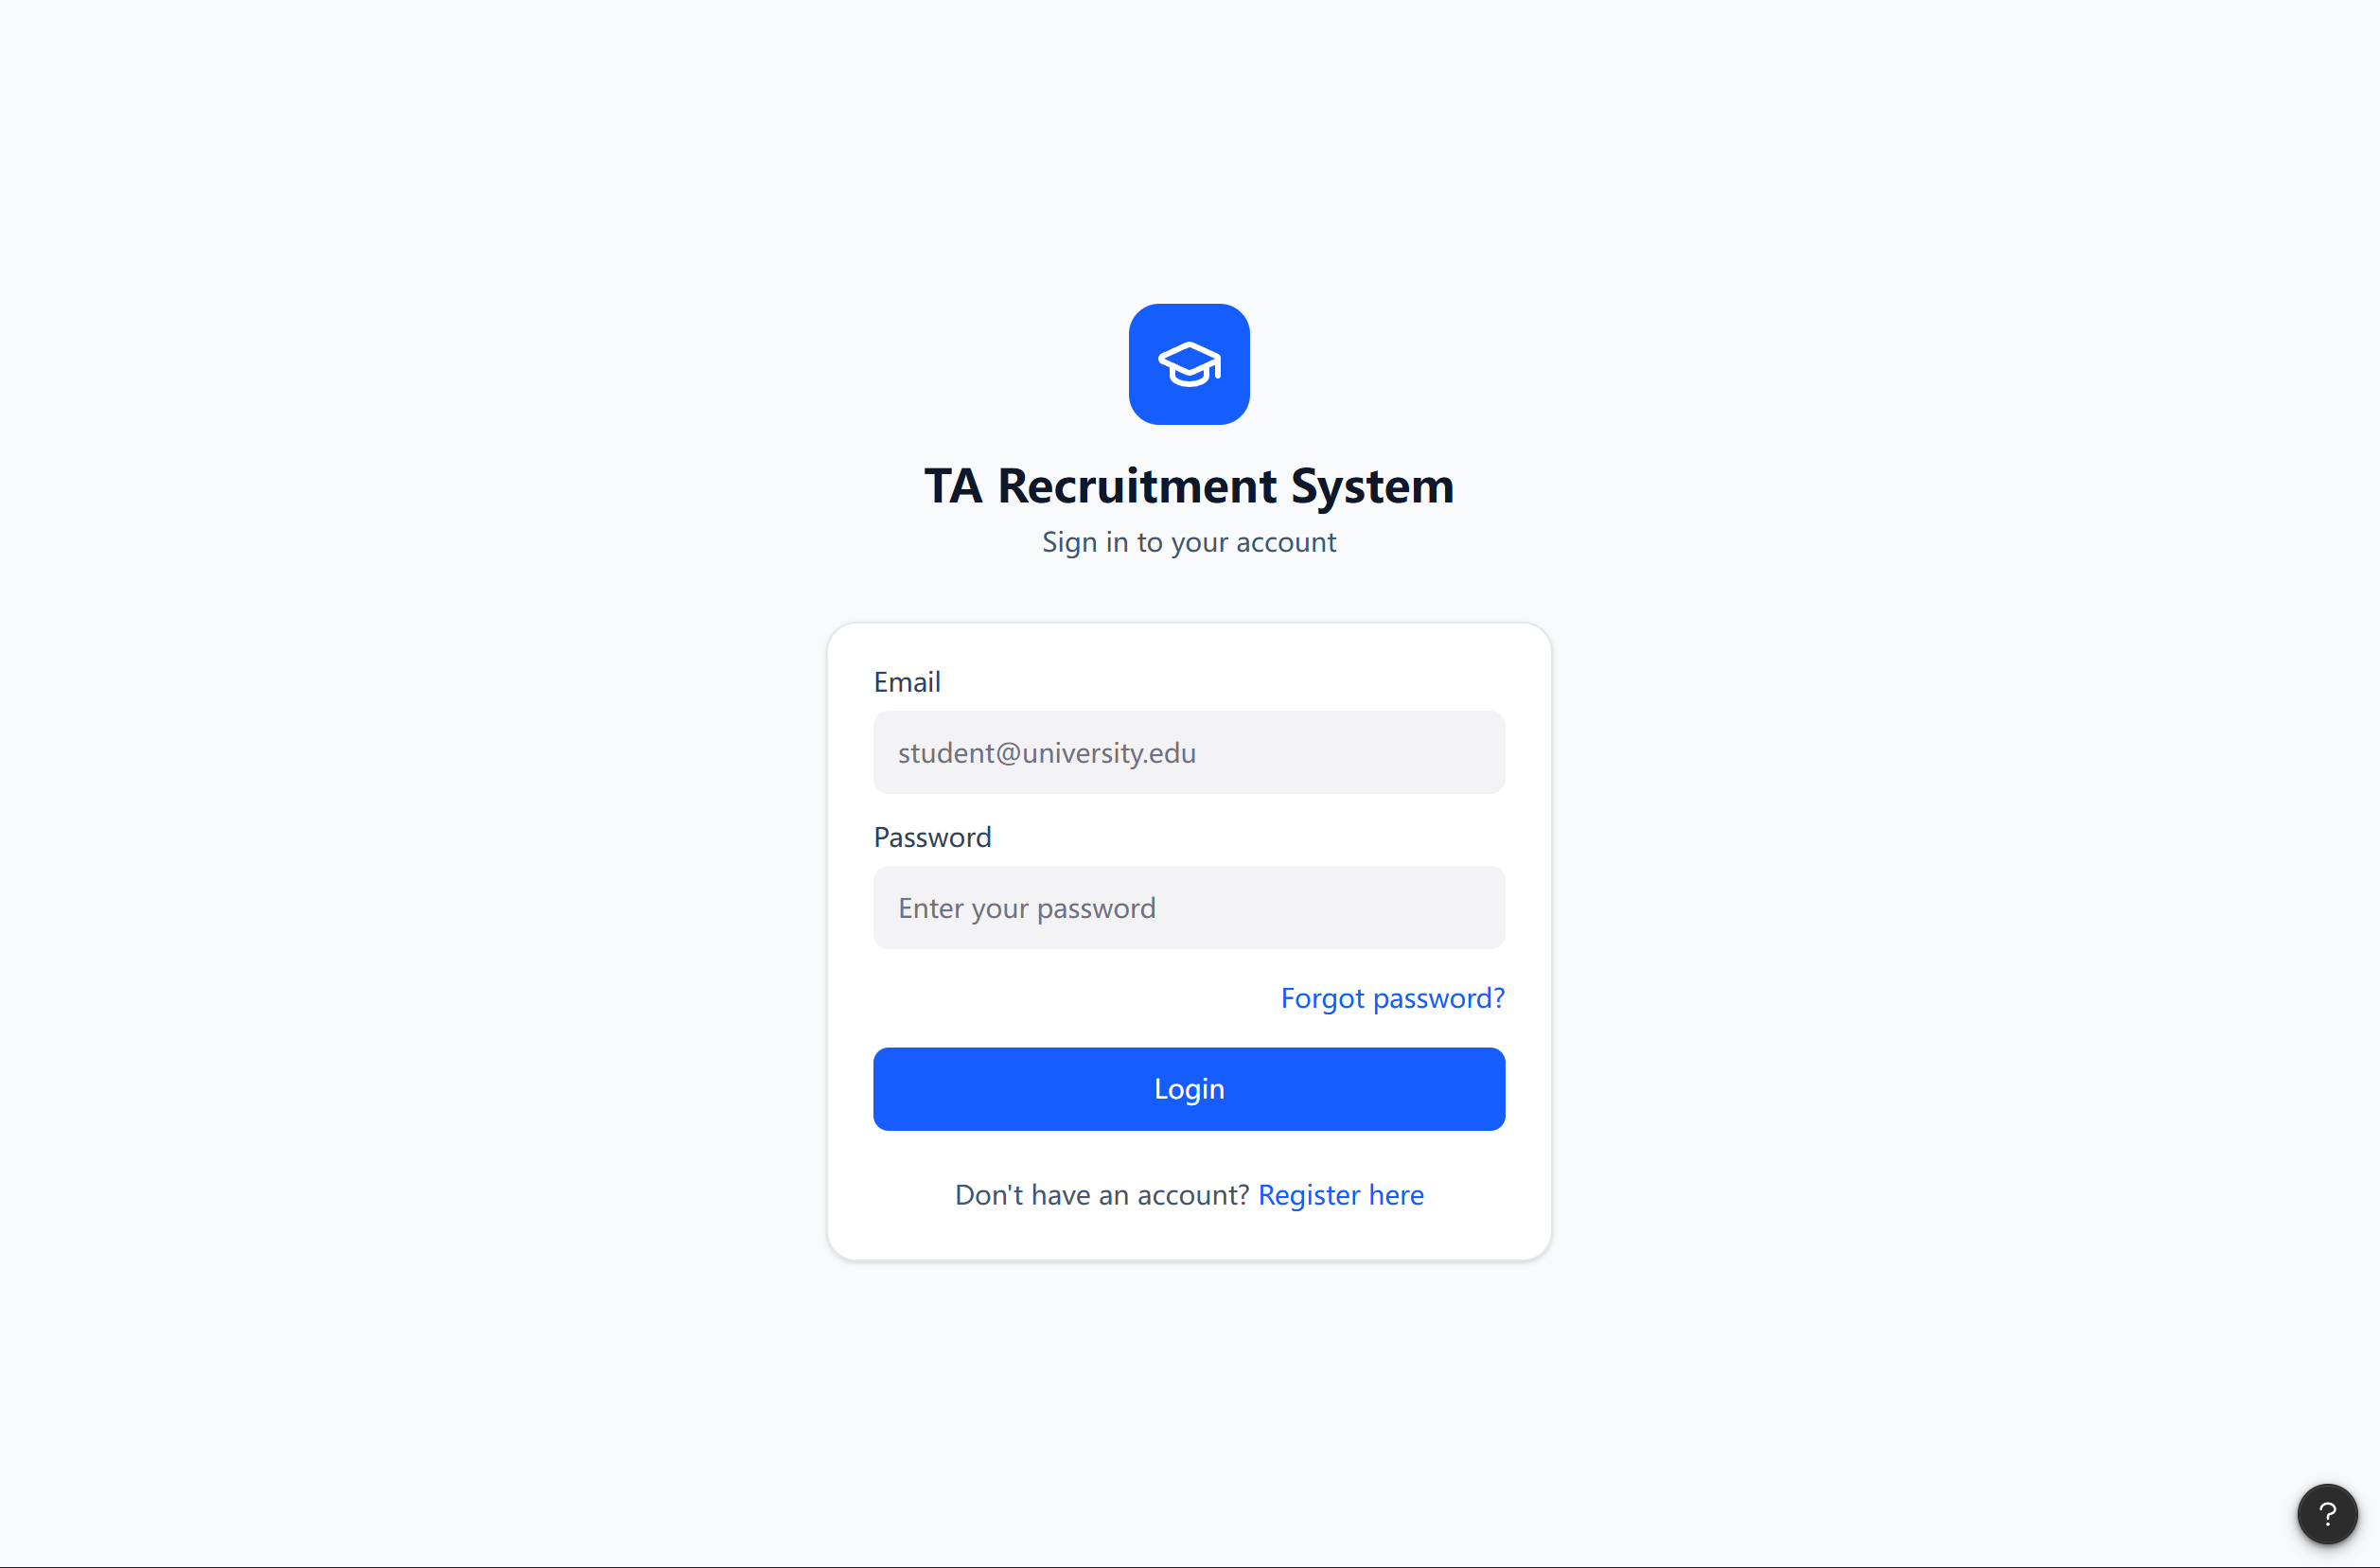 TA Recruitment System
Sign in to your account
Email
student@university.edu
Password
Enter your password
Forgot password?
Login
Don't have an account? Register here
?